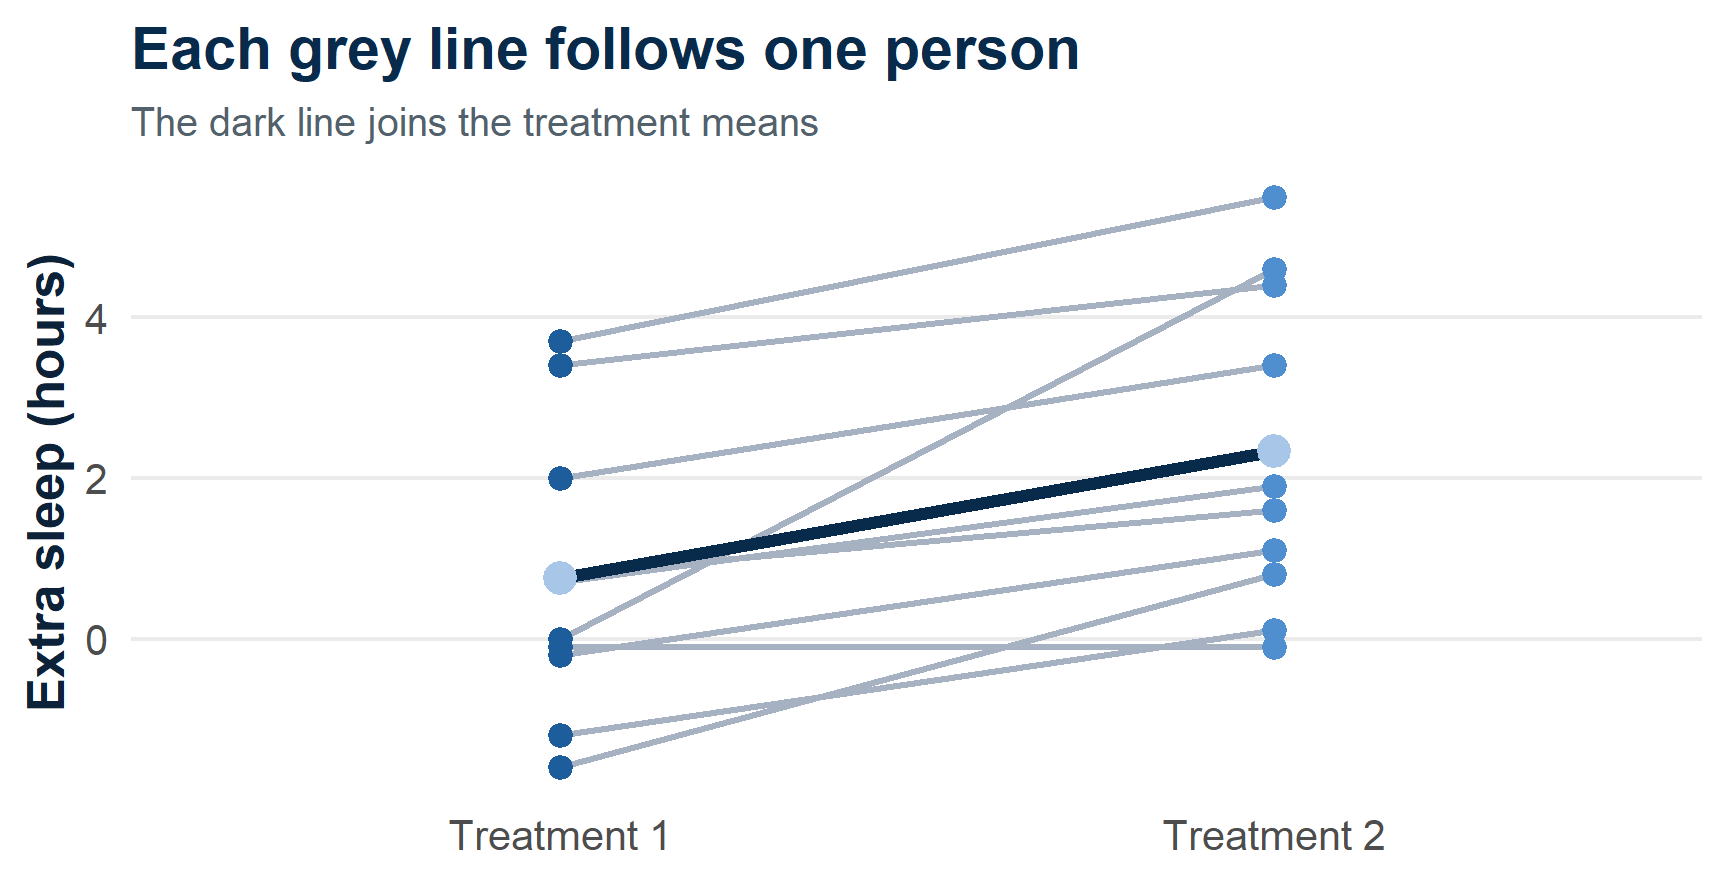 Each grey line follows one person
The dark line joins the treatment means
Extra sleep (hours)
4
2
0
Treatment 1
Treatment 2